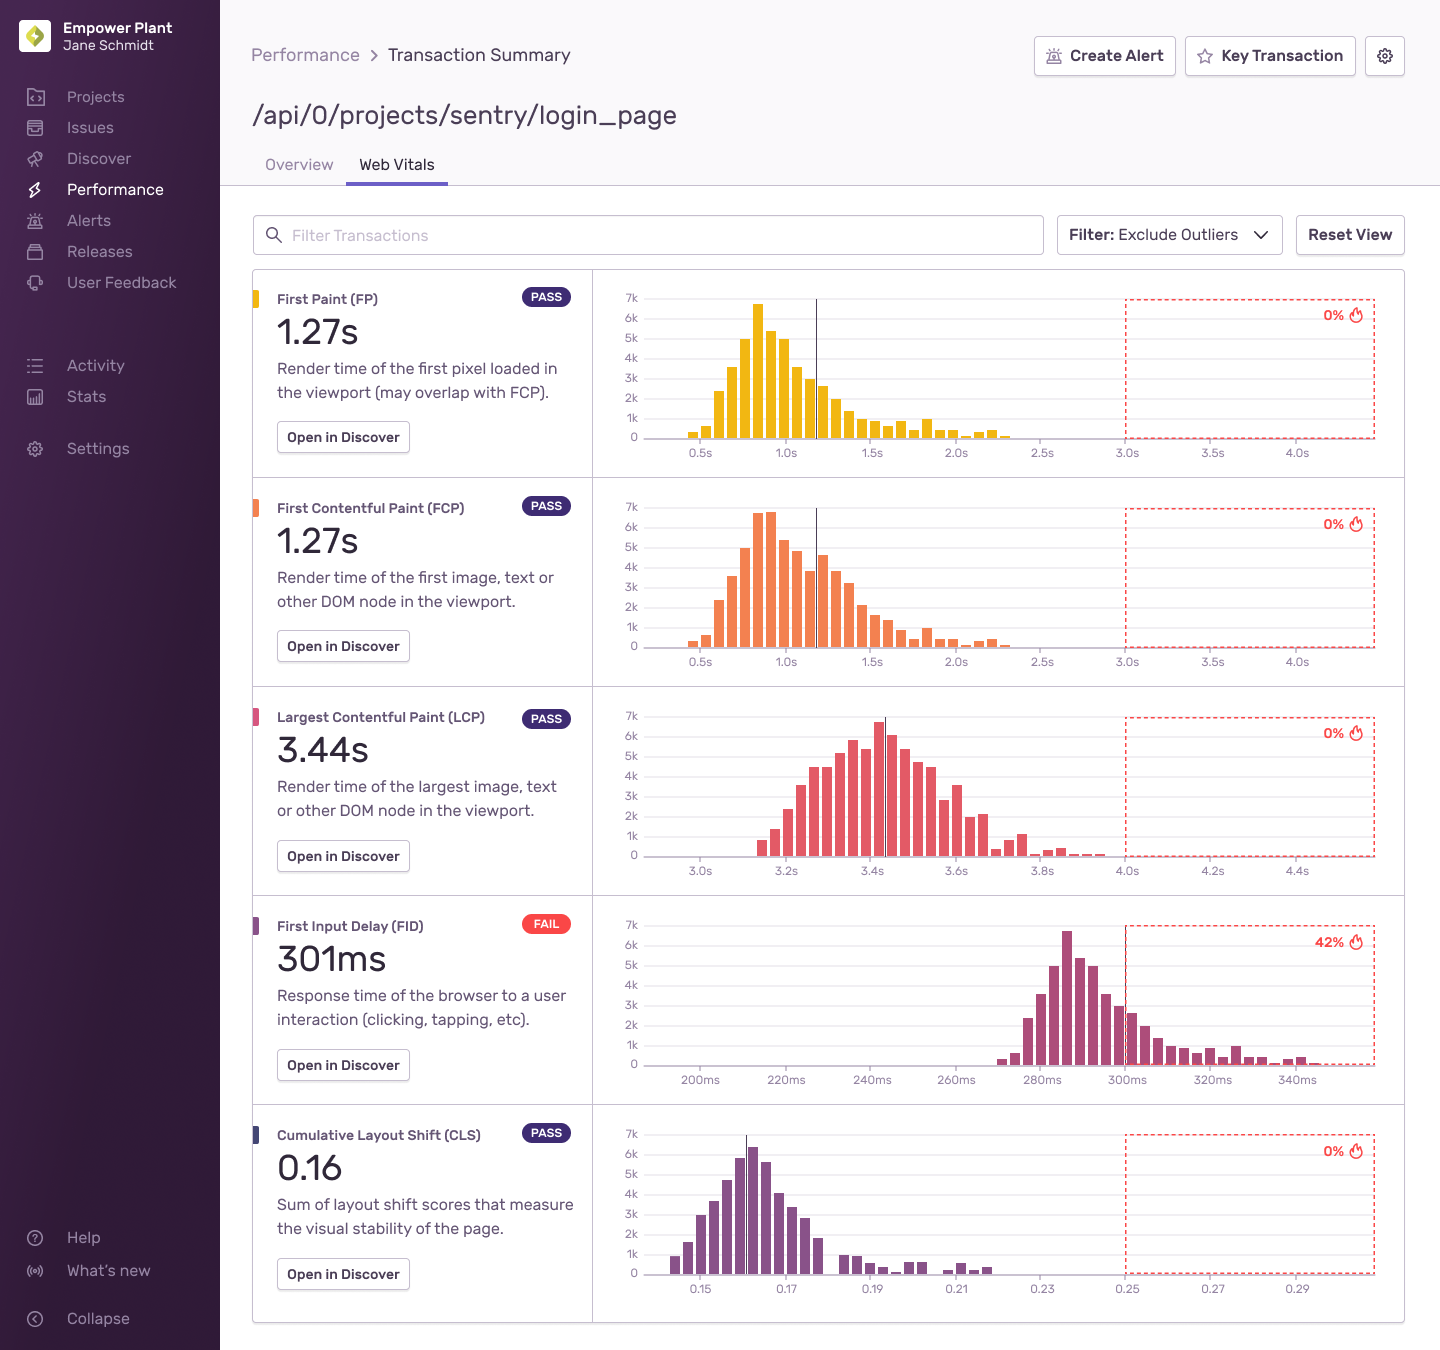 Empower Plant
Jane Schmidt
Projects
Issues
Discover
Performance
Alerts
Releases
User Feedback
Activity
Stats
Settings
Help
What's new
Collapse
Performance > Transaction Summary
Create Alert
Key Transaction
/api/0/projects/sentry/login_page
Overview
Web Vitals
Filter Transactions
Filter: Exclude Outliers
Reset View
First Paint (FP)
PASS
1.27s
Render time of the first pixel loaded in
the viewport (may overlap with FCP).
Open in Discover
7k
6k
5k
4k
3k
2k
1k
0
0%
0.5s 1.0s 1.5s 2.0s 2.5s 3.0s 3.5s 4.0s
First Contentful Paint (FCP)
PASS
1.27s
Render time of the first image, text or
other DOM node in the viewport.
Open in Discover
7k
6k
5k
4k
3k
2k
1k
0
0%
0.5s 1.0s 1.5s 2.0s 2.5s 3.0s 3.5s 4.0s
Largest Contentful Paint (LCP)
PASS
3.44s
Render time of the largest image, text
or other DOM node in the viewport.
Open in Discover
7k
6k
5k
4k
3k
2k
1k
0
0%
3.0s 3.2s 3.4s 3.6s 3.8s 4.0s 4.2s 4.4s
First Input Delay (FID)
FAIL
301ms
Response time of the browser to a user
interaction (clicking, tapping, etc).
Open in Discover
7k
6k
5k
4k
3k
2k
1k
0
42%
200ms 220ms 240ms 260ms 280ms 300ms 320ms 340ms
Cumulative Layout Shift (CLS)
PASS
0.16
Sum of layout shift scores that measure
the visual stability of the page.
Open in Discover
7k
6k
5k
4k
3k
2k
1k
0
0%
0.15 0.17 0.19 0.21 0.23 0.25 0.27 0.29